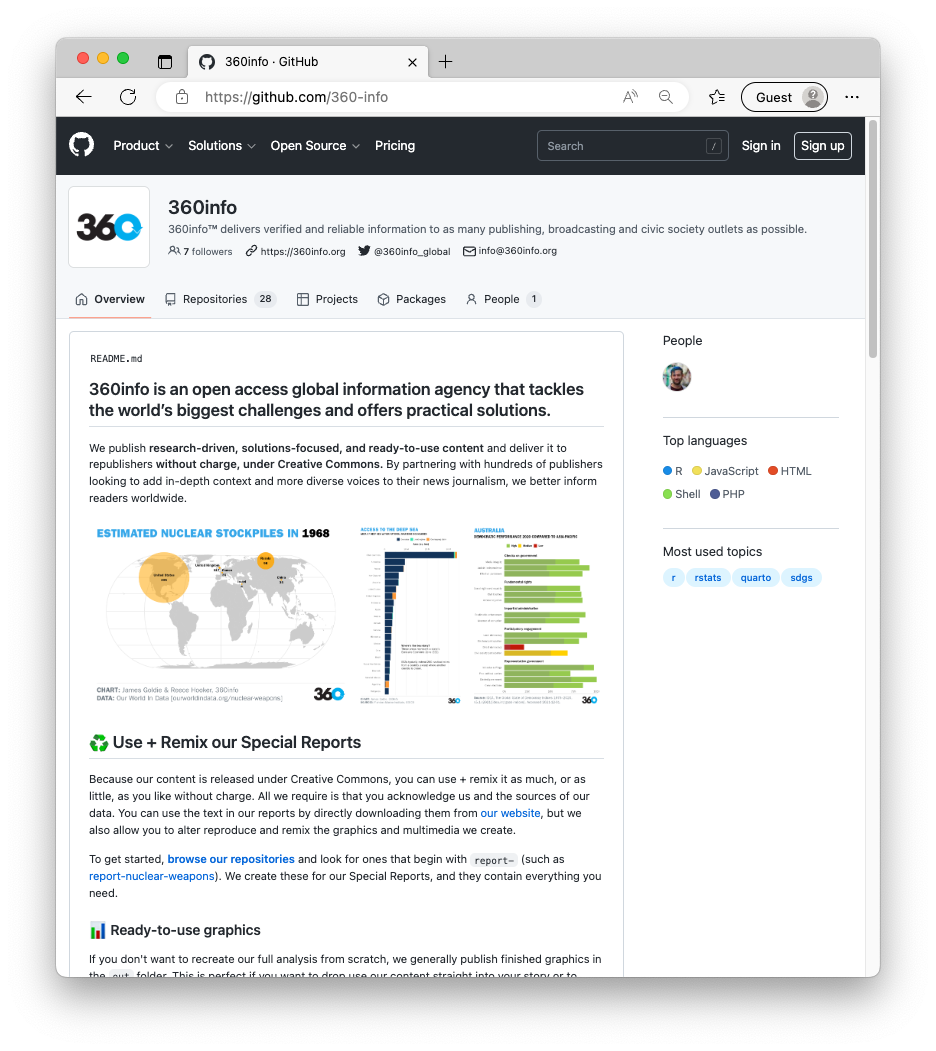 360info · GitHub
https://github.com/360-info
Guest
Product
Solutions
Open Source
Pricing
Search
/
Sign in
Sign up
360
360info
360info™ delivers verified and reliable information to as many publishing, broadcasting and civic society outlets as possible.
7 followers
https://360info.org
@360info_global
info@360info.org
Overview
Repositories 28
Projects
Packages
People 1
README.md
360info is an open access global information agency that tackles
the world's biggest challenges and offers practical solutions.
We publish research-driven, solutions-focused, and ready-to-use content and deliver it to
republishers without charge, under Creative Commons. By partnering with hundreds of publishers
looking to add in-depth context and more diverse voices to their news journalism, we better inform
readers worldwide.
ESTIMATED NUCLEAR STOCKPILES IN 1968
CHART: James Goldie & Reece Hooker, 360info
DATA: Our World In Data [ourworldindata.org/nuclear-weapons]
360
ACCESS TO THE DEEP SEA
360
AUSTRALIA
DEMOCRATIC PERFORMANCE 2020 COMPARED TO ASIA-PACIFIC
360
Use + Remix our Special Reports
Because our content is released under Creative Commons, you can use + remix it as much, or as
little, as you like without charge. All we require is that you acknowledge us and the sources of our
data. You can use the text in our reports by directly downloading them from our website, but we
also allow you to alter reproduce and remix the graphics and multimedia we create.
To get started, browse our repositories and look for ones that begin with report- (such as
report-nuclear-weapons). We create these for our Special Reports, and they contain everything you
need.
Ready-to-use graphics
If you don't want to recreate our full analysis from scratch, we generally publish finished graphics in
the out folder. This is perfect if you want to drop use our content straight into your story or to
People
Top languages
R JavaScript HTML
Shell PHP
Most used topics
r rstats quarto sdgs